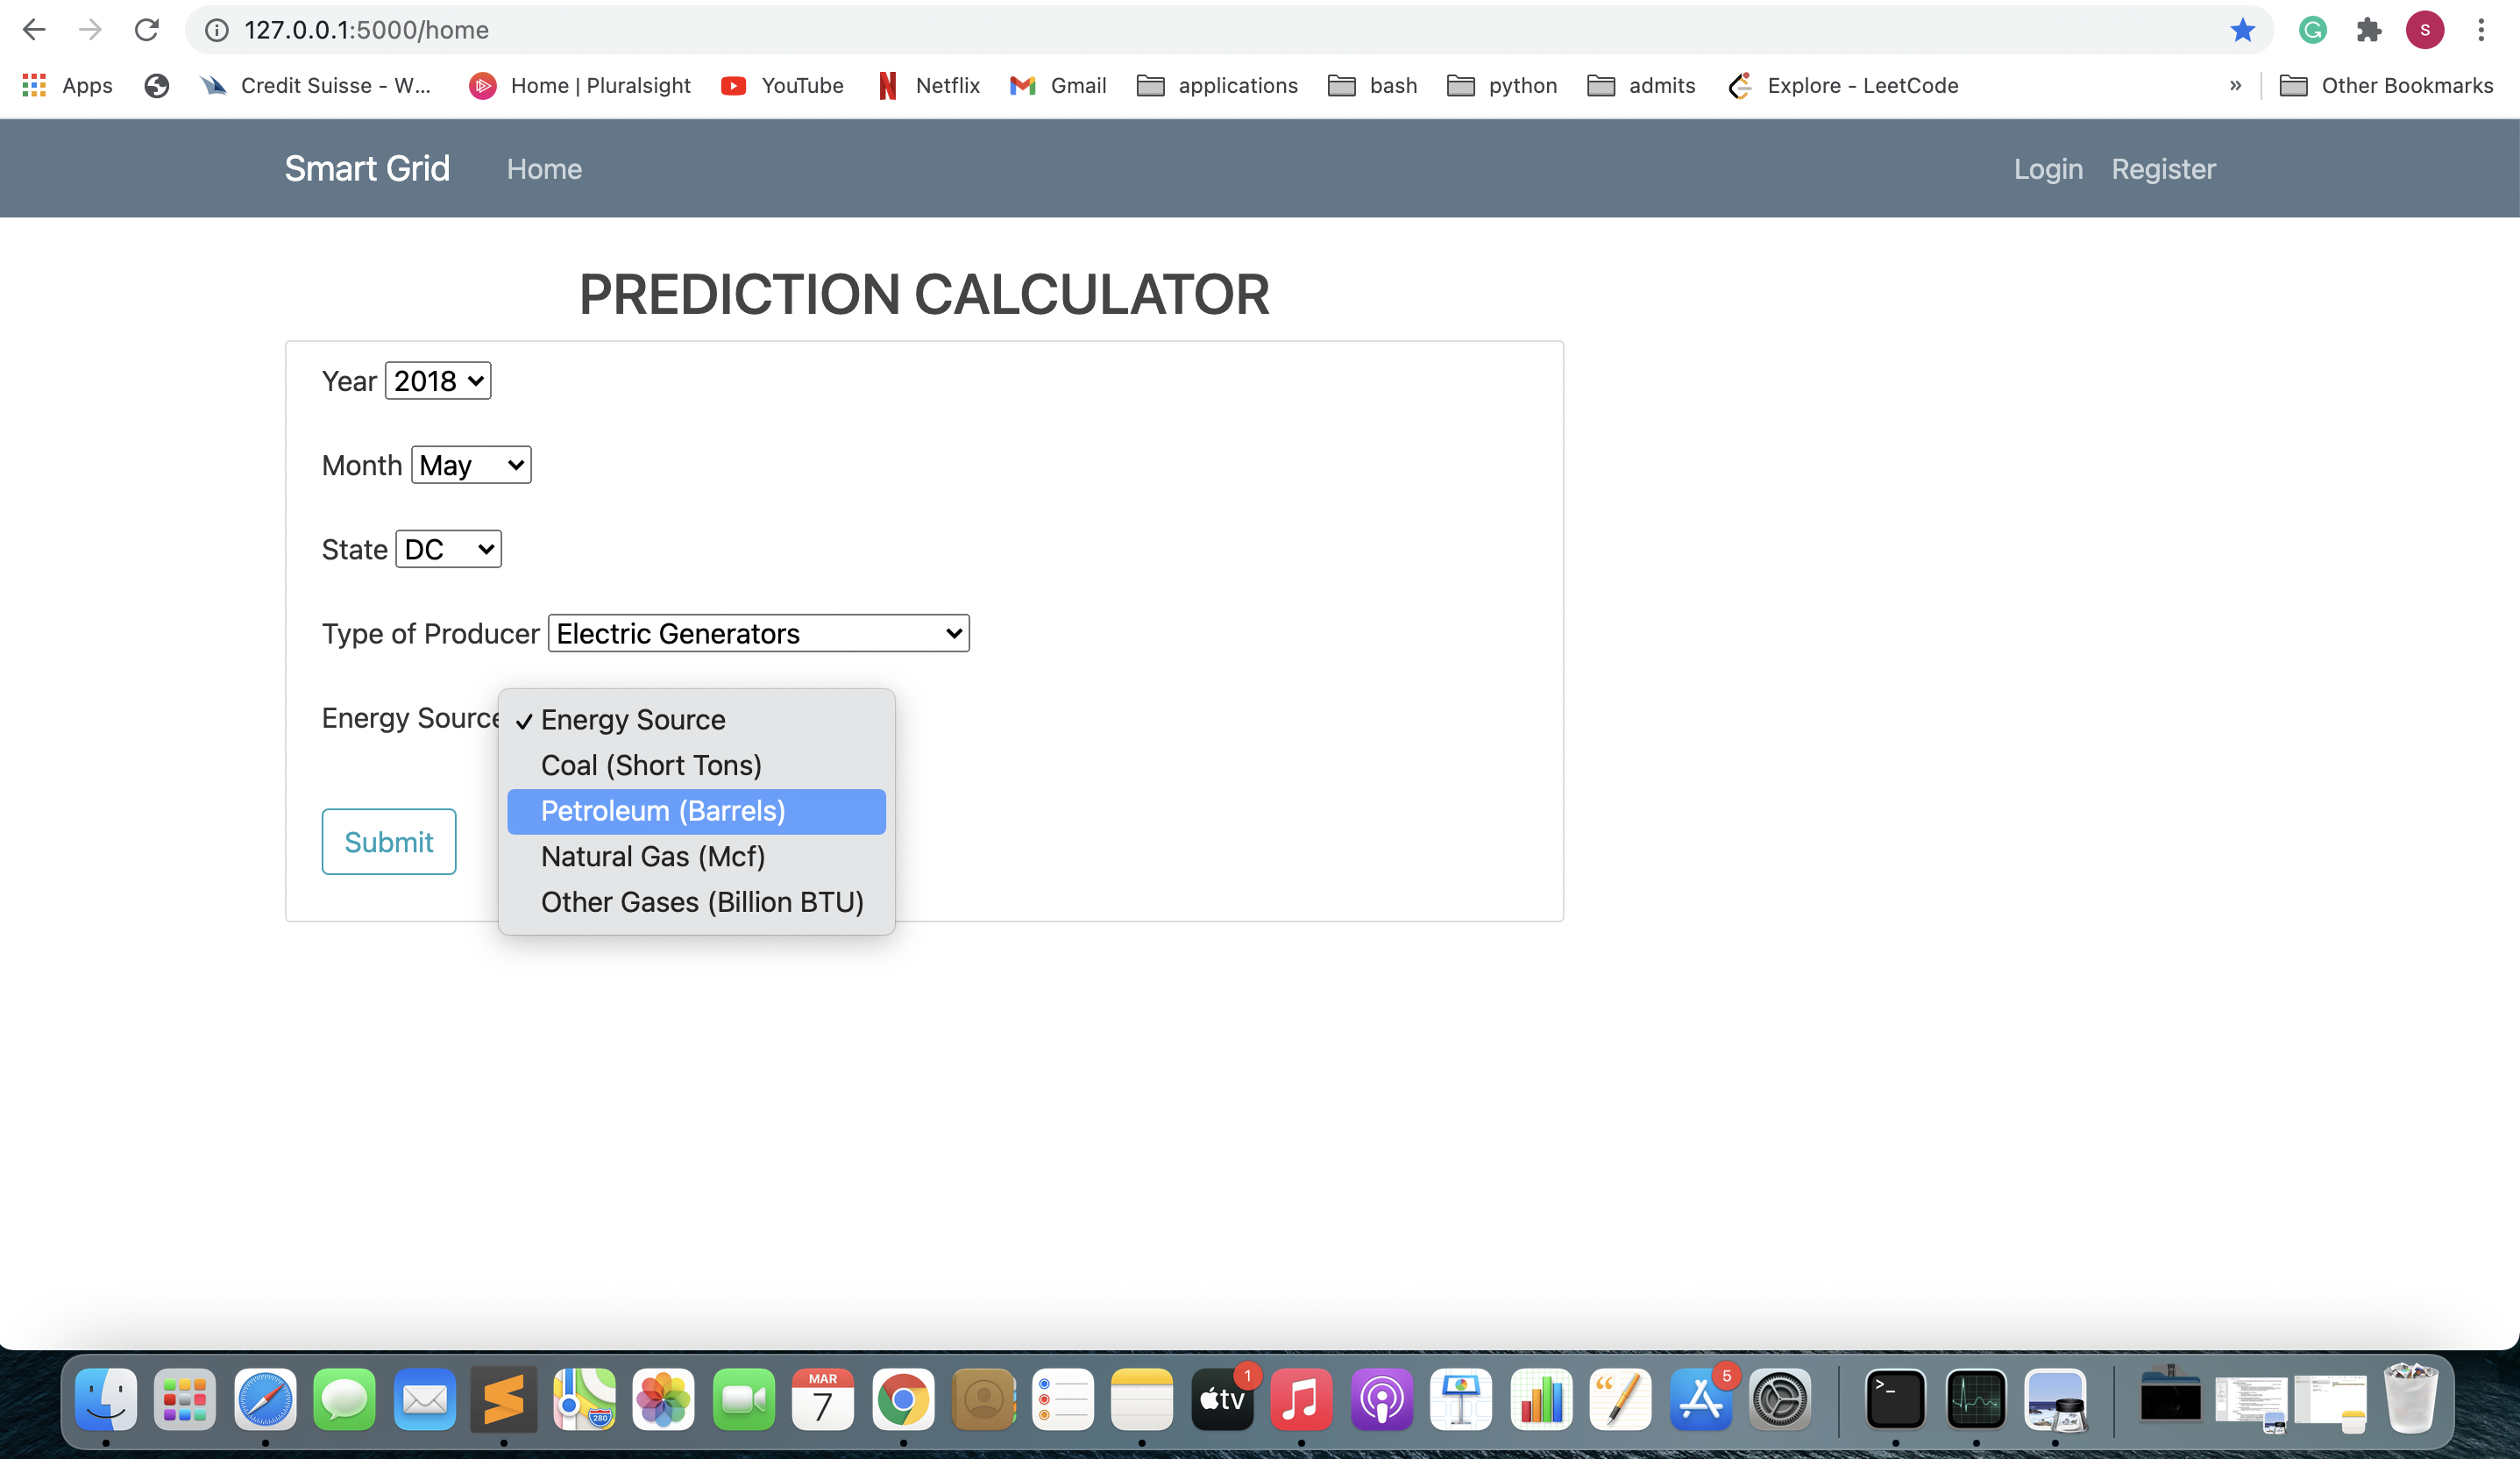 127.0.0.1:5000/home
S
Apps Credit Suisse - W... Home | Pluralsight YouTube Netflix Gmail applications bash python admits Explore - LeetCode » Other Bookmarks
Smart Grid Home Login Register
PREDICTION CALCULATOR
Year 2018
Month May
State DC
Type of Producer Electric Generators
Energy Source ✓ Energy Source
Coal (Short Tons)
Petroleum (Barrels)
Natural Gas (Mcf)
Other Gases (Billion BTU)
Submit
280
MAR
7
tv
1
5
>_